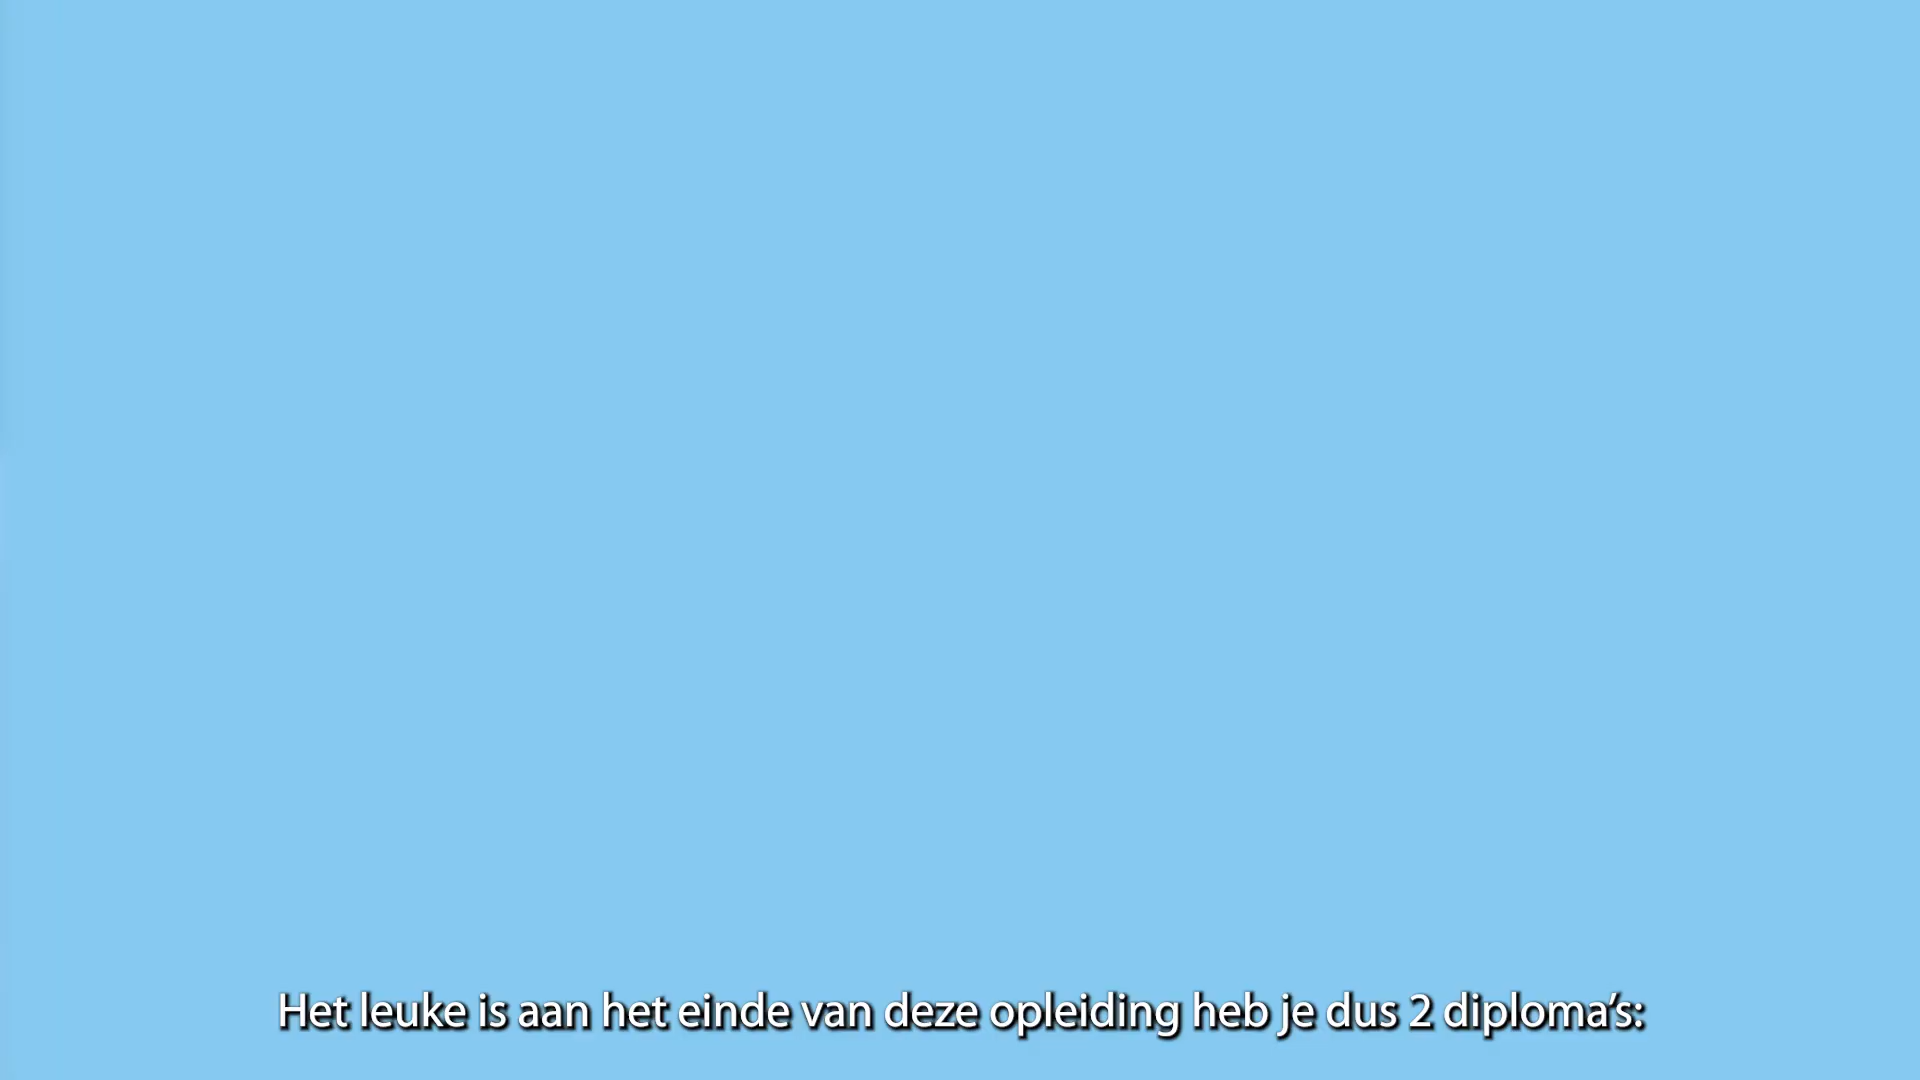 Het leuke is aan het einde van deze opleiding heb je dus 2 diploma’s: